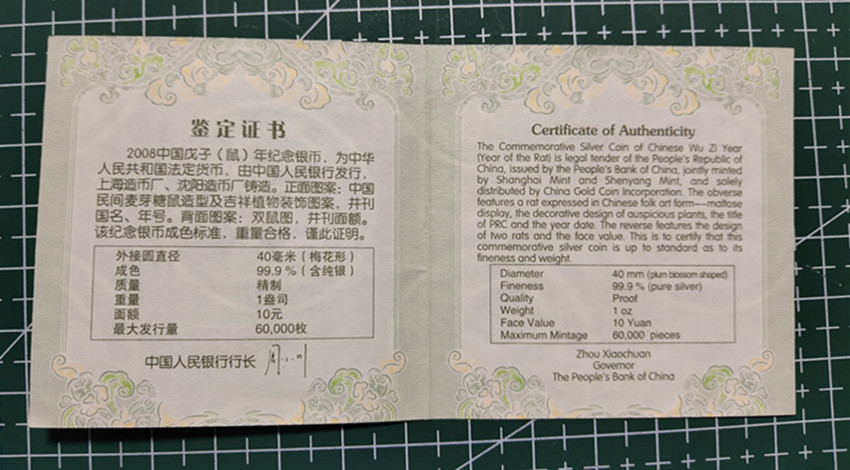 鉴定证书
2008中国戊子（鼠）年纪念银币，为中华
人民共和国法定货币，由中国人民银行发行，
上海造币厂、沈阳造币厂铸造。正面图案：中国
民间麦芽糖鼠造型及吉祥植物装饰图案，并刊
国名、年号。背面图案：双鼠图，并刊面额。
该纪念银币成色标准，重量合格，谨此证明。
外接圆直径 40毫米（梅花形）
成色 99.9％（含纯银）
质量 精制
重量 1盎司
面额 10元
最大发行量 60,000枚
中国人民银行行长
Certificate of Authenticity
The Commemorative Silver Coin of Chinese Wu Zi Year
(Year of the Rat) is legal tender of the People's Republic of
China, issued by the People's Bank of China, jointly minted
by Shanghai Mint and Shenyang Mint, and solely
distributed by China Gold Coin Incorporation. The obverse
features a rat expressed in Chinese folk art form—maltose
display, the decorative design of auspicious plants, the title
of PRC and the year date. The reverse features the design
of two rats and the face value. This is to certify that this
commemorative silver coin is up to standard as to its
fineness and weight.
Diameter 40 mm (plum blossom shaped)
Fineness 99.9 % (pure silver)
Quality Proof
Weight 1 oz
Face Value 10 Yuan
Maximum Mintage 60,000 pieces
Zhou Xiaochuan
Governor
The People's Bank of China